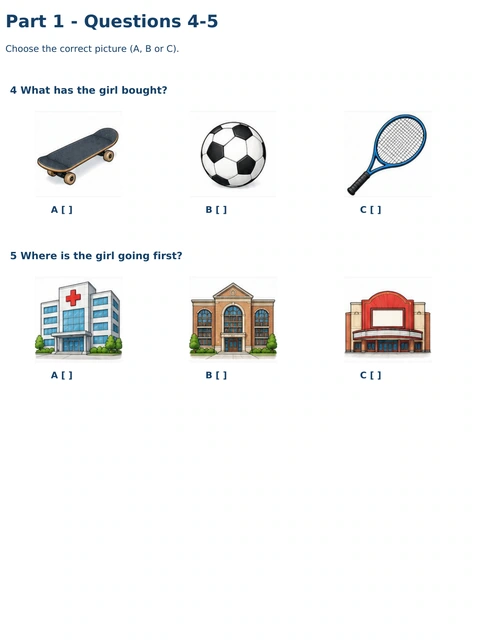 Part 1 - Questions 4-5
Choose the correct picture (A, B or C).
4 What has the girl bought?
A [ ] B [ ] C [ ]
5 Where is the girl going first?
A [ ] B [ ] C [ ]